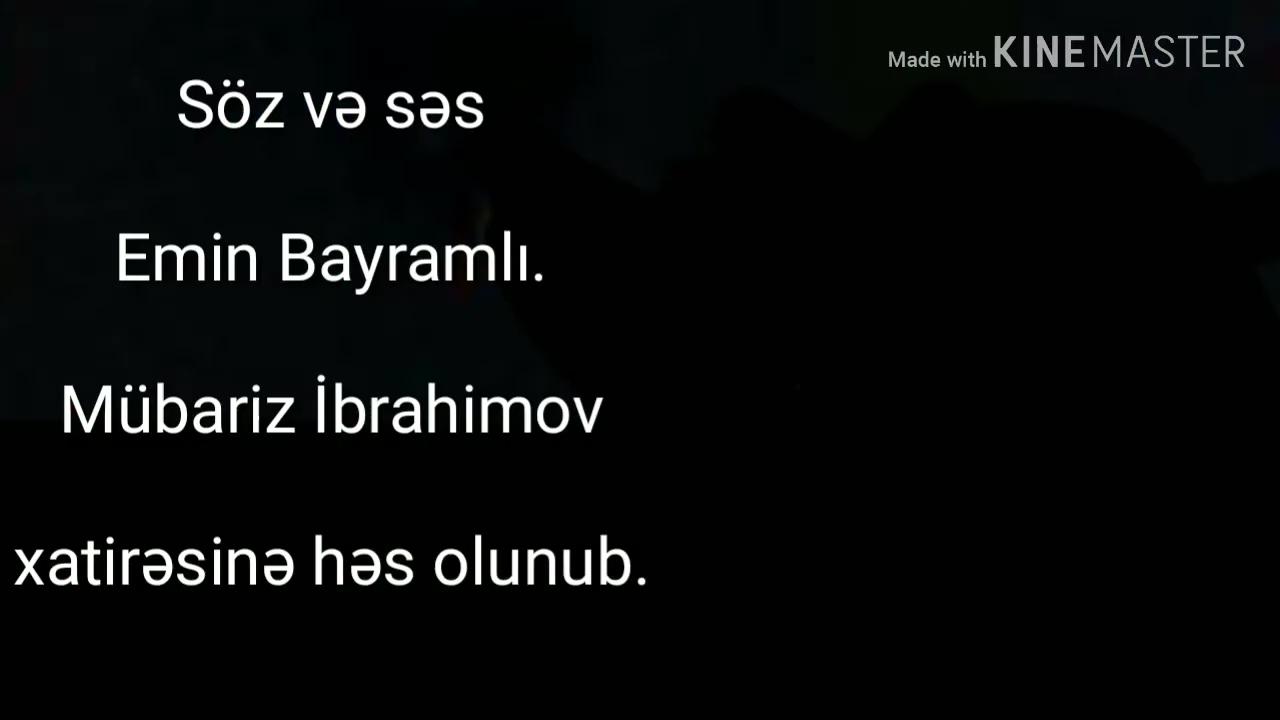 Made with KINEMASTER
Söz və səs
Emin Bayramlı.
Mübariz İbrahimov
xatirəsinə həs olunub.